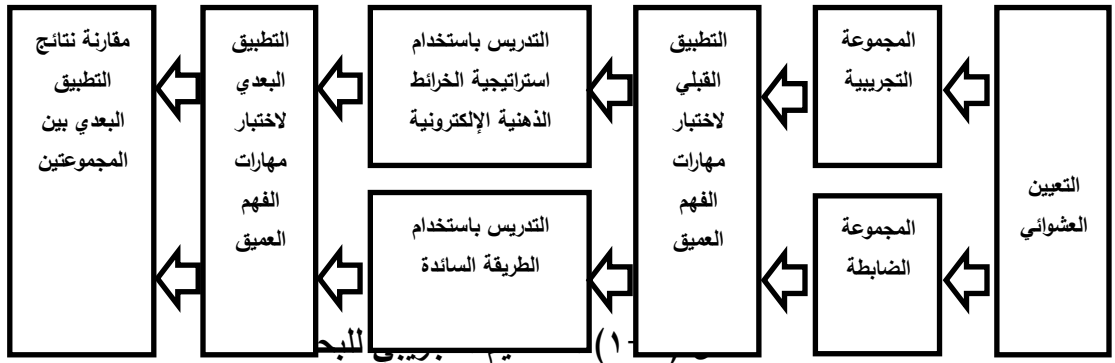 التعيين
العشوائي
المجموعة
التجريبية
المجموعة
الضابطة
التطبيق
القبلي
لاختبار
مهارات
الفهم
العميق
التدريس باستخدام
استراتيجية الخرائط
الذهنية الإلكترونية
التدريس باستخدام
الطريقة السائدة
التطبيق
البعدي
لاختبار
مهارات
الفهم
العميق
مقارنة نتائج
التطبيق
البعدي بين
المجموعتين